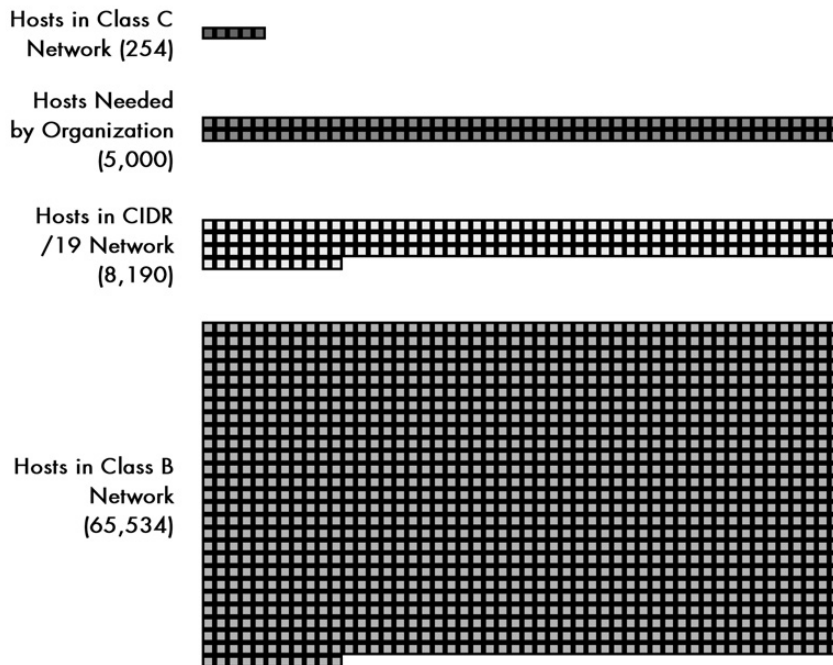 Hosts in Class C
Network (254)
Hosts Needed
by Organization
(5,000)
Hosts in CIDR
/19 Network
(8,190)
Hosts in Class B
Network
(65,534)